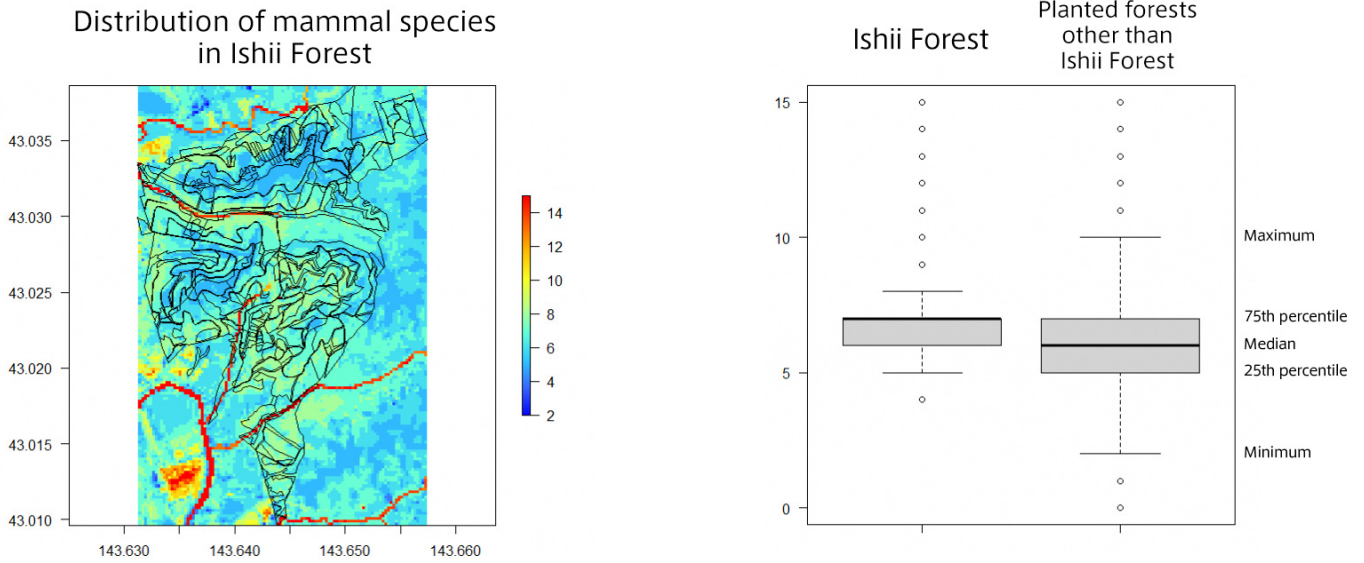 Distribution of mammal species
in Ishii Forest
43.035
43.030
43.025
43.020
43.015
43.010
143.630
143.640
143.650
143.660
14
12
10
8
6
4
2
Ishii Forest
Planted forests
other than
Ishii Forest
15
10
5
0
Maximum
75th percentile
Median
25th percentile
Minimum